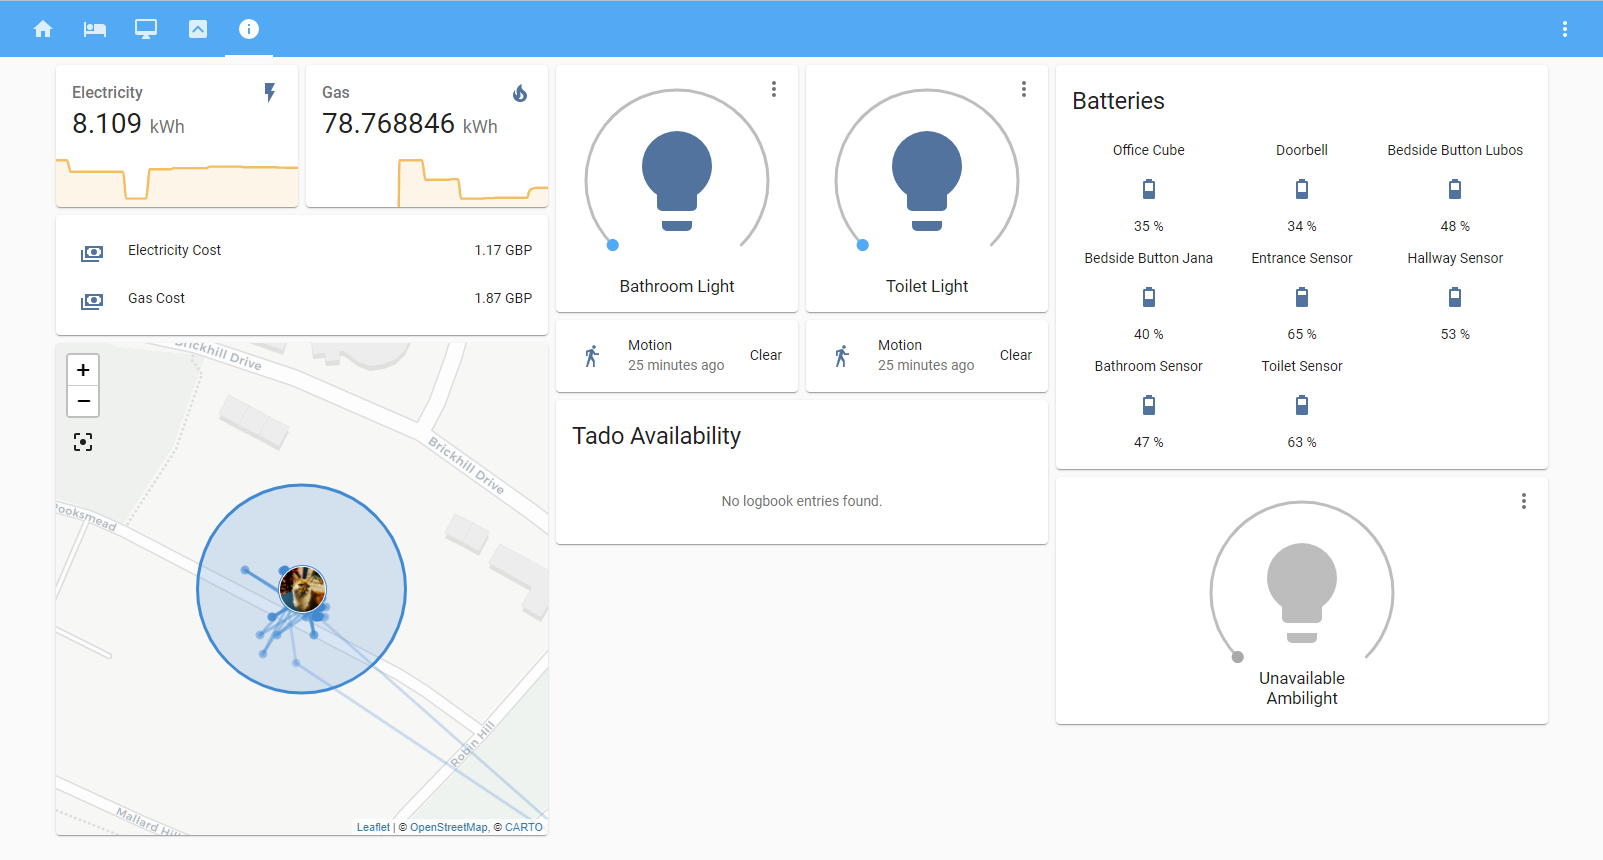 Electricity
8.109 kWh
Gas
78.768846 kWh
Electricity Cost
1.17 GBP
Gas Cost
1.87 GBP
Brickhill Drive
Brickhill Drive
ooksmead
Robin Hill
Mallard Hill
+
−
Leaflet | © OpenStreetMap, © CARTO
Bathroom Light
Toilet Light
Motion
25 minutes ago
Clear
Motion
25 minutes ago
Clear
Tado Availability
No logbook entries found.
Batteries
Office Cube
Doorbell
Bedside Button Lubos
35 %
34 %
48 %
Bedside Button Jana
Entrance Sensor
Hallway Sensor
40 %
65 %
53 %
Bathroom Sensor
Toilet Sensor
47 %
63 %
Unavailable
Ambilight